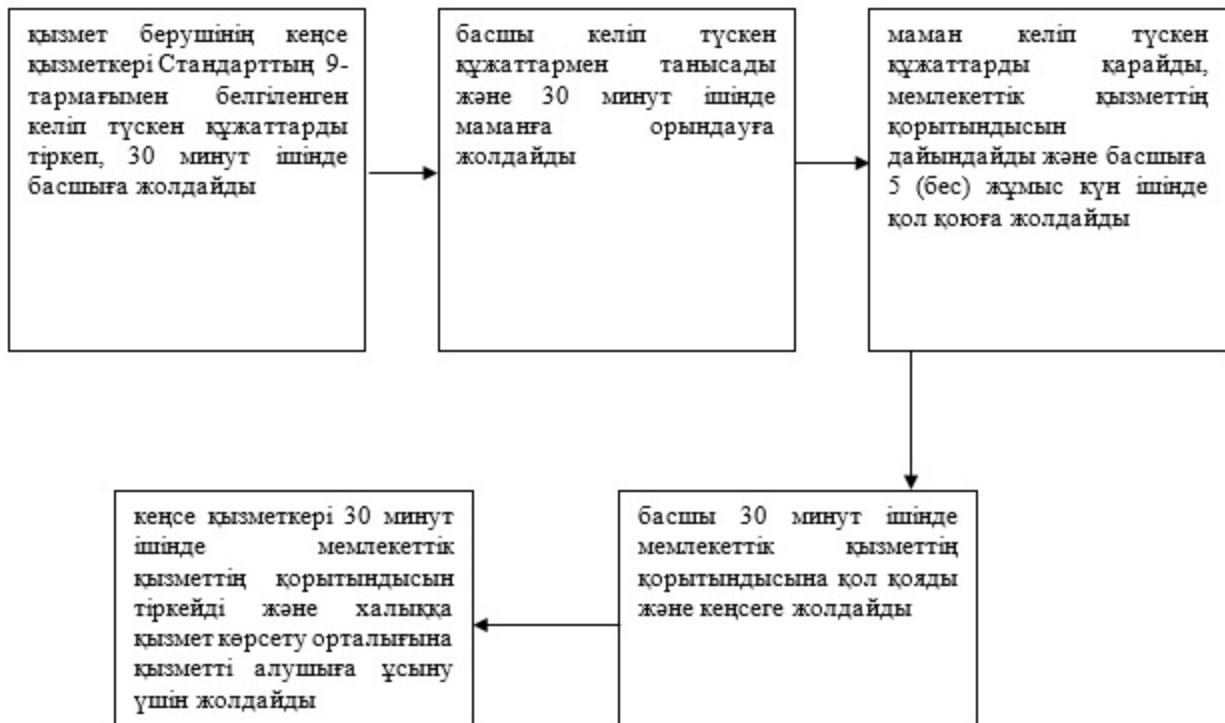 қызмет берушінің кеңсе
қызметкері Стандарттың 9-
тармағымен белгіленген
келіп түскен құжаттарды
тіркеп, 30 минут ішінде
басшыға жолдайды
басшы келіп түскен
құжаттармен танысады
және 30 минут ішінде
маманға орындауға
жолдайды
маман келіп түскен
құжаттарды қарайды,
мемлекеттік қызметтің
қорытындысын
дайындайды және басшыға
5 (бес) жұмыс күн ішінде
қол қоюға жолдайды
басшы 30 минут ішінде
мемлекеттік қызметтің
қорытындысына қол қояды
және кеңсеге жолдайды
кеңсе қызметкері 30 минут
ішінде мемлекеттік
қызметтің қорытындысын
тіркейді және халыққа
қызмет көрсету орталығына
қызметті алушыға ұсыну
үшін жолдайды